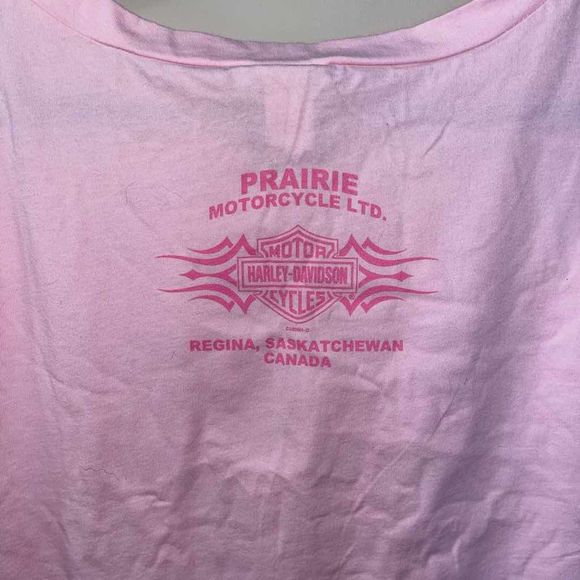 PRAIRIE
MOTORCYCLE LTD.
MOTOR
HARLEY-DAVIDSON
CYCLES
®
REGINA, SASKATCHEWAN
CANADA